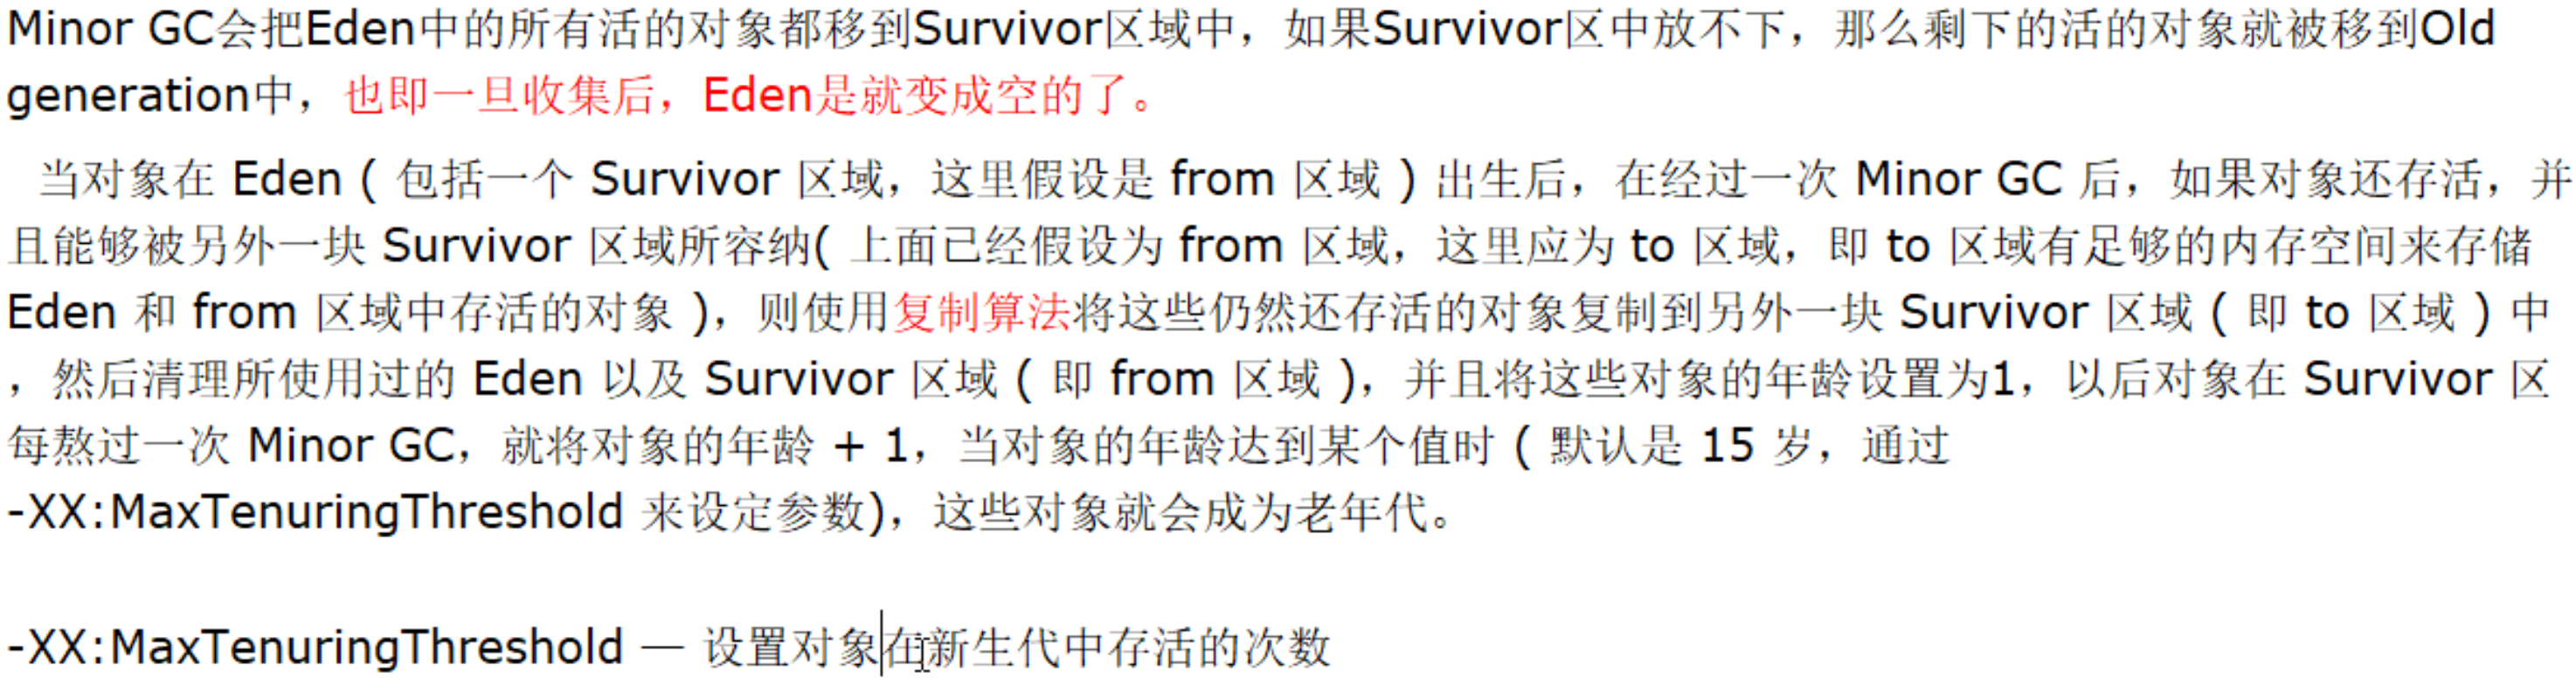 Minor GC会把Eden中的所有活的对象都移到Survivor区域中，如果Survivor区中放不下，那么剩下的活的对象就被移到Old
generation中，也即一旦收集后，Eden是就变成空的了。
当对象在 Eden ( 包括一个 Survivor 区域，这里假设是 from 区域 ) 出生后，在经过一次 Minor GC 后，如果对象还存活，并
且能够被另外一块 Survivor 区域所容纳( 上面已经假设为 from 区域，这里应为 to 区域，即 to 区域有足够的内存空间来存储
Eden 和 from 区域中存活的对象 )，则使用复制算法将这些仍然还存活的对象复制到另外一块 Survivor 区域 ( 即 to 区域 ) 中
，然后清理所使用过的 Eden 以及 Survivor 区域 ( 即 from 区域 )，并且将这些对象的年龄设置为1，以后对象在 Survivor 区
每熬过一次 Minor GC，就将对象的年龄 + 1，当对象的年龄达到某个值时 ( 默认是 15 岁，通过
-XX:MaxTenuringThreshold 来设定参数)，这些对象就会成为老年代。
-XX:MaxTenuringThreshold — 设置对象在新生代中存活的次数